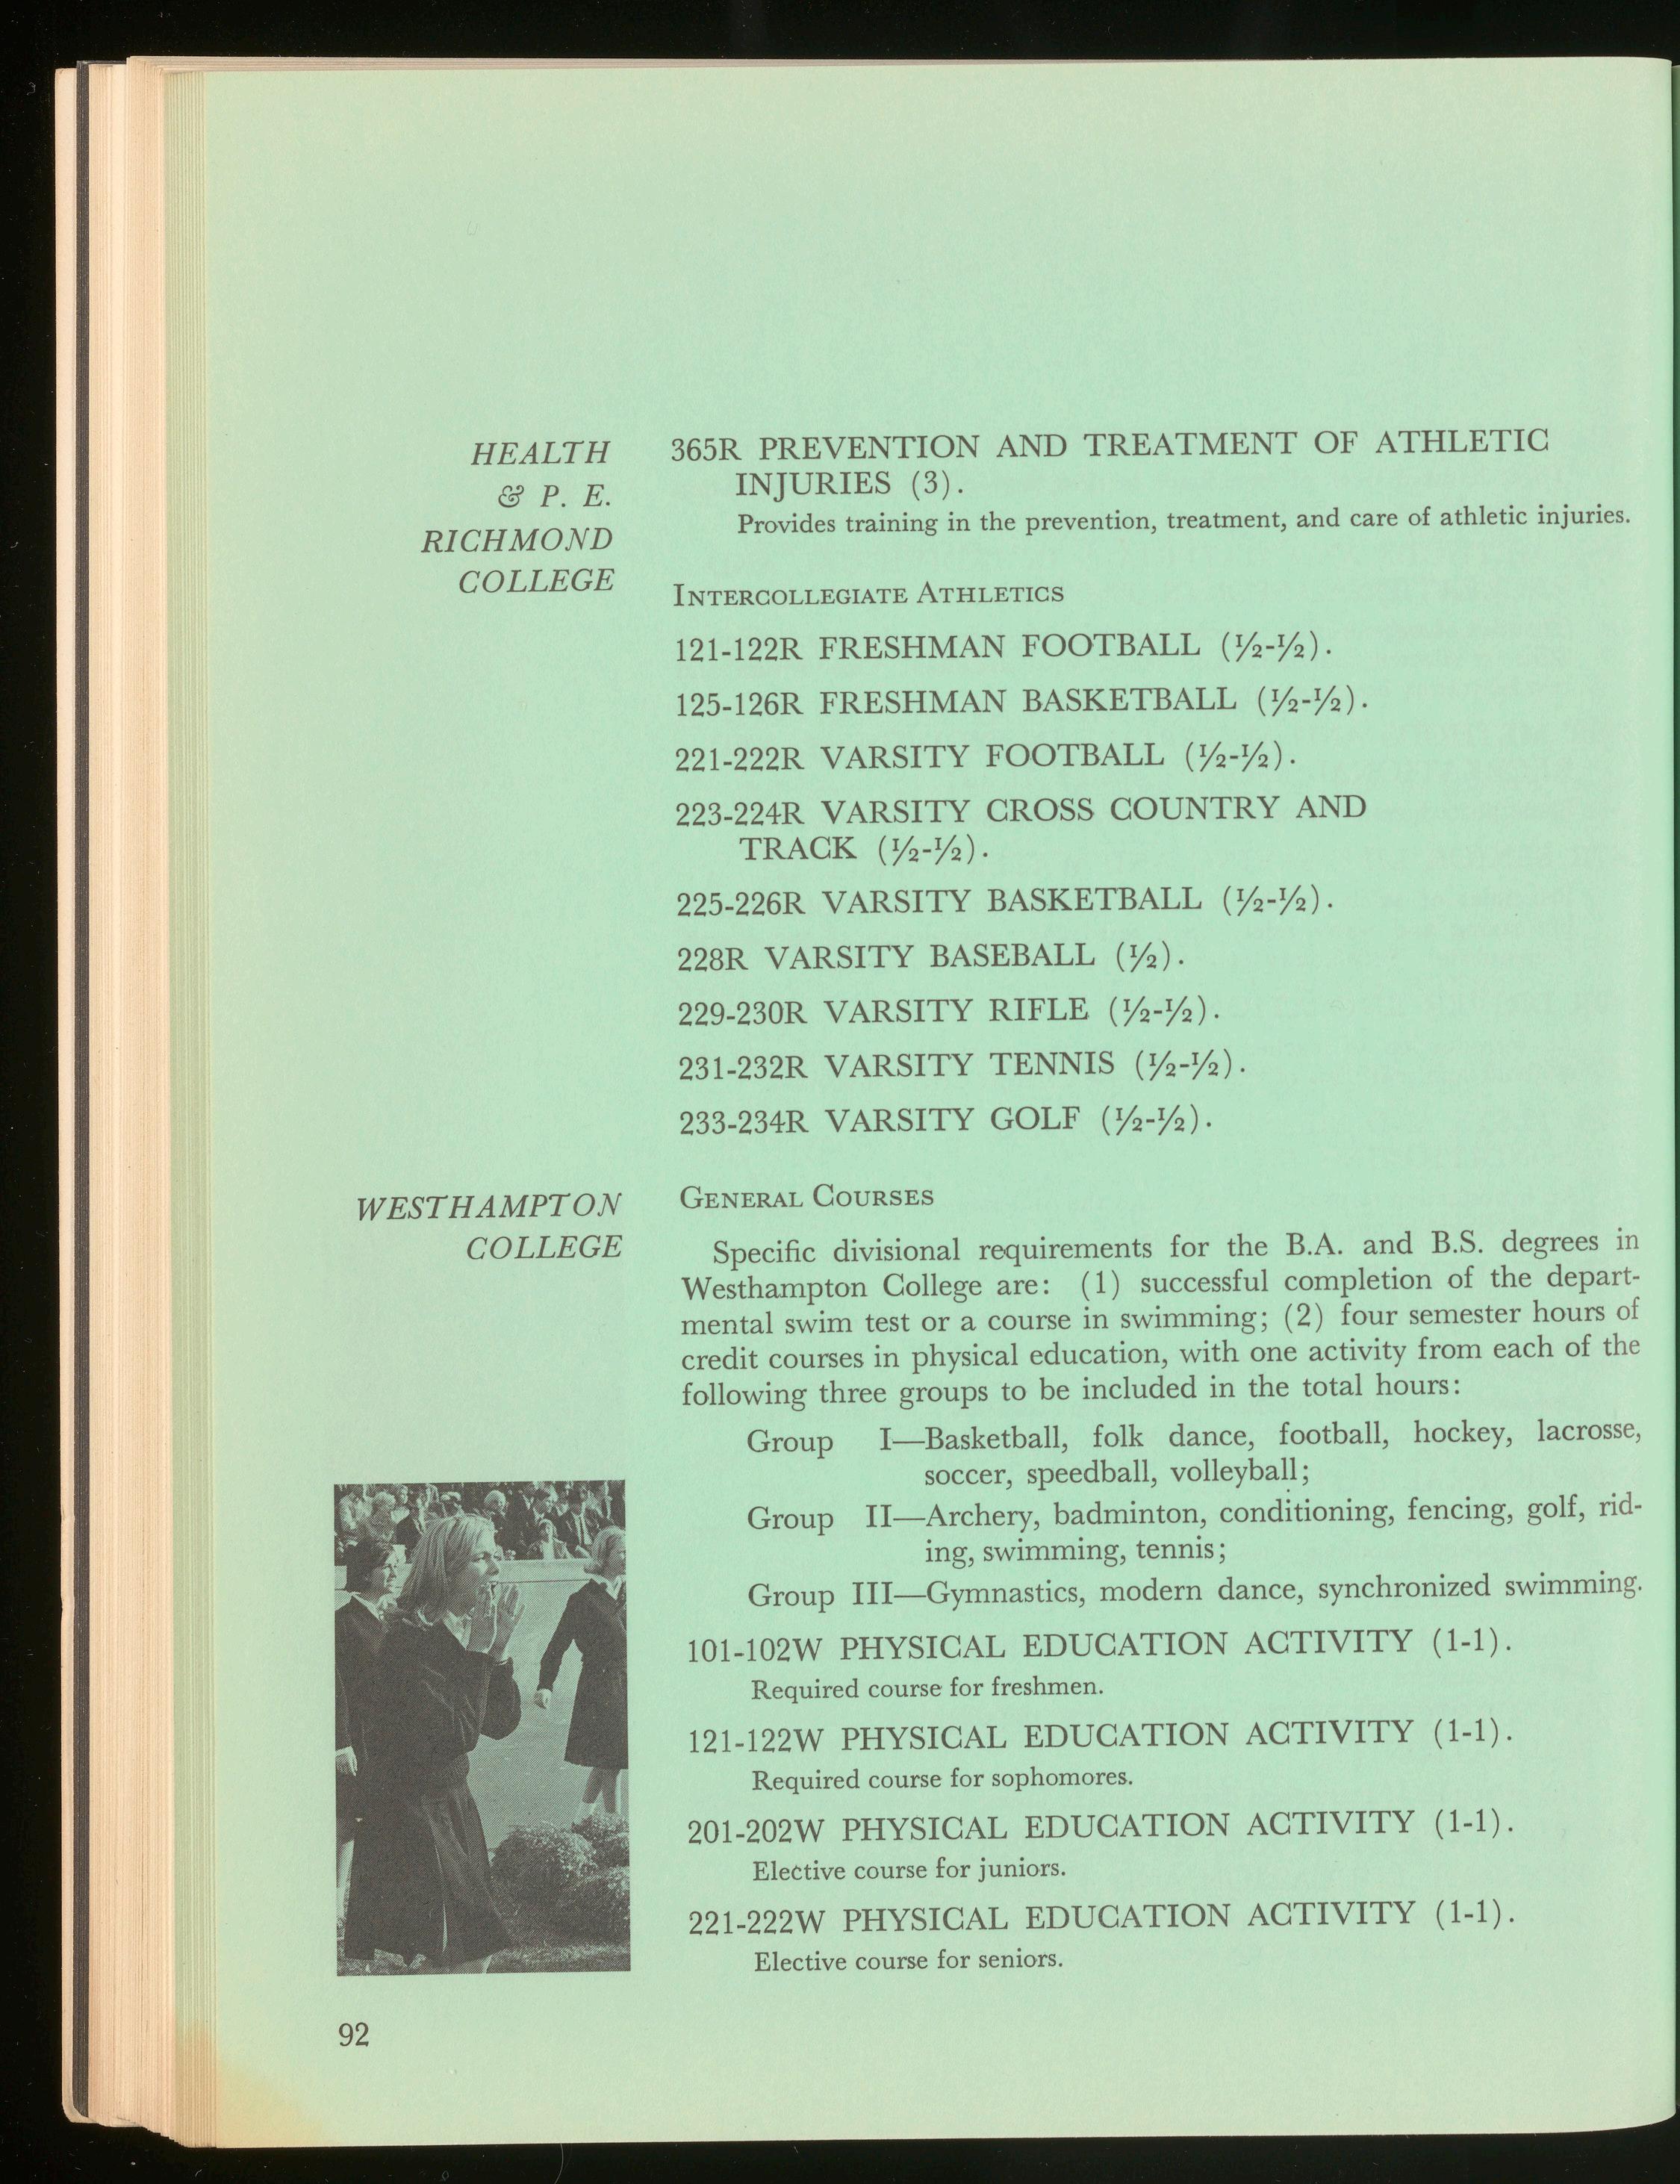 HEALTH
& P. E.
RICHMOND
COLLEGE
365R PREVENTION AND TREATMENT OF ATHLETIC
INJURIES (3).
Provides training in the prevention, treatment, and care of athletic injuries.
INTERCOLLEGIATE ATHLETICS
121-122R FRESHMAN FOOTBALL (½-½).
125-126R FRESHMAN BASKETBALL (½-½).
221-222R VARSITY FOOTBALL (½-½).
223-224R VARSITY CROSS COUNTRY AND
TRACK (½-½).
225-226R VARSITY BASKETBALL (½-½).
228R VARSITY BASEBALL (½).
229-230R VARSITY RIFLE (½-½).
231-232R VARSITY TENNIS (½-½).
233-234R VARSITY GOLF (½-½).
WESTHAMPTON
COLLEGE
GENERAL COURSES
Specific divisional requirements for the B.A. and B.S. degrees in
Westhampton College are: (1) successful completion of the depart-
mental swim test or a course in swimming; (2) four semester hours of
credit courses in physical education, with one activity from each of the
following three groups to be included in the total hours:
Group I—Basketball, folk dance, football, hockey, lacrosse,
soccer, speedball, volleyball;
Group II—Archery, badminton, conditioning, fencing, golf, rid-
ing, swimming, tennis;
Group III—Gymnastics, modern dance, synchronized swimming.
101-102W PHYSICAL EDUCATION ACTIVITY (1-1).
Required course for freshmen.
121-122W PHYSICAL EDUCATION ACTIVITY (1-1).
Required course for sophomores.
201-202W PHYSICAL EDUCATION ACTIVITY (1-1).
Elective course for juniors.
221-222W PHYSICAL EDUCATION ACTIVITY (1-1).
Elective course for seniors.
92